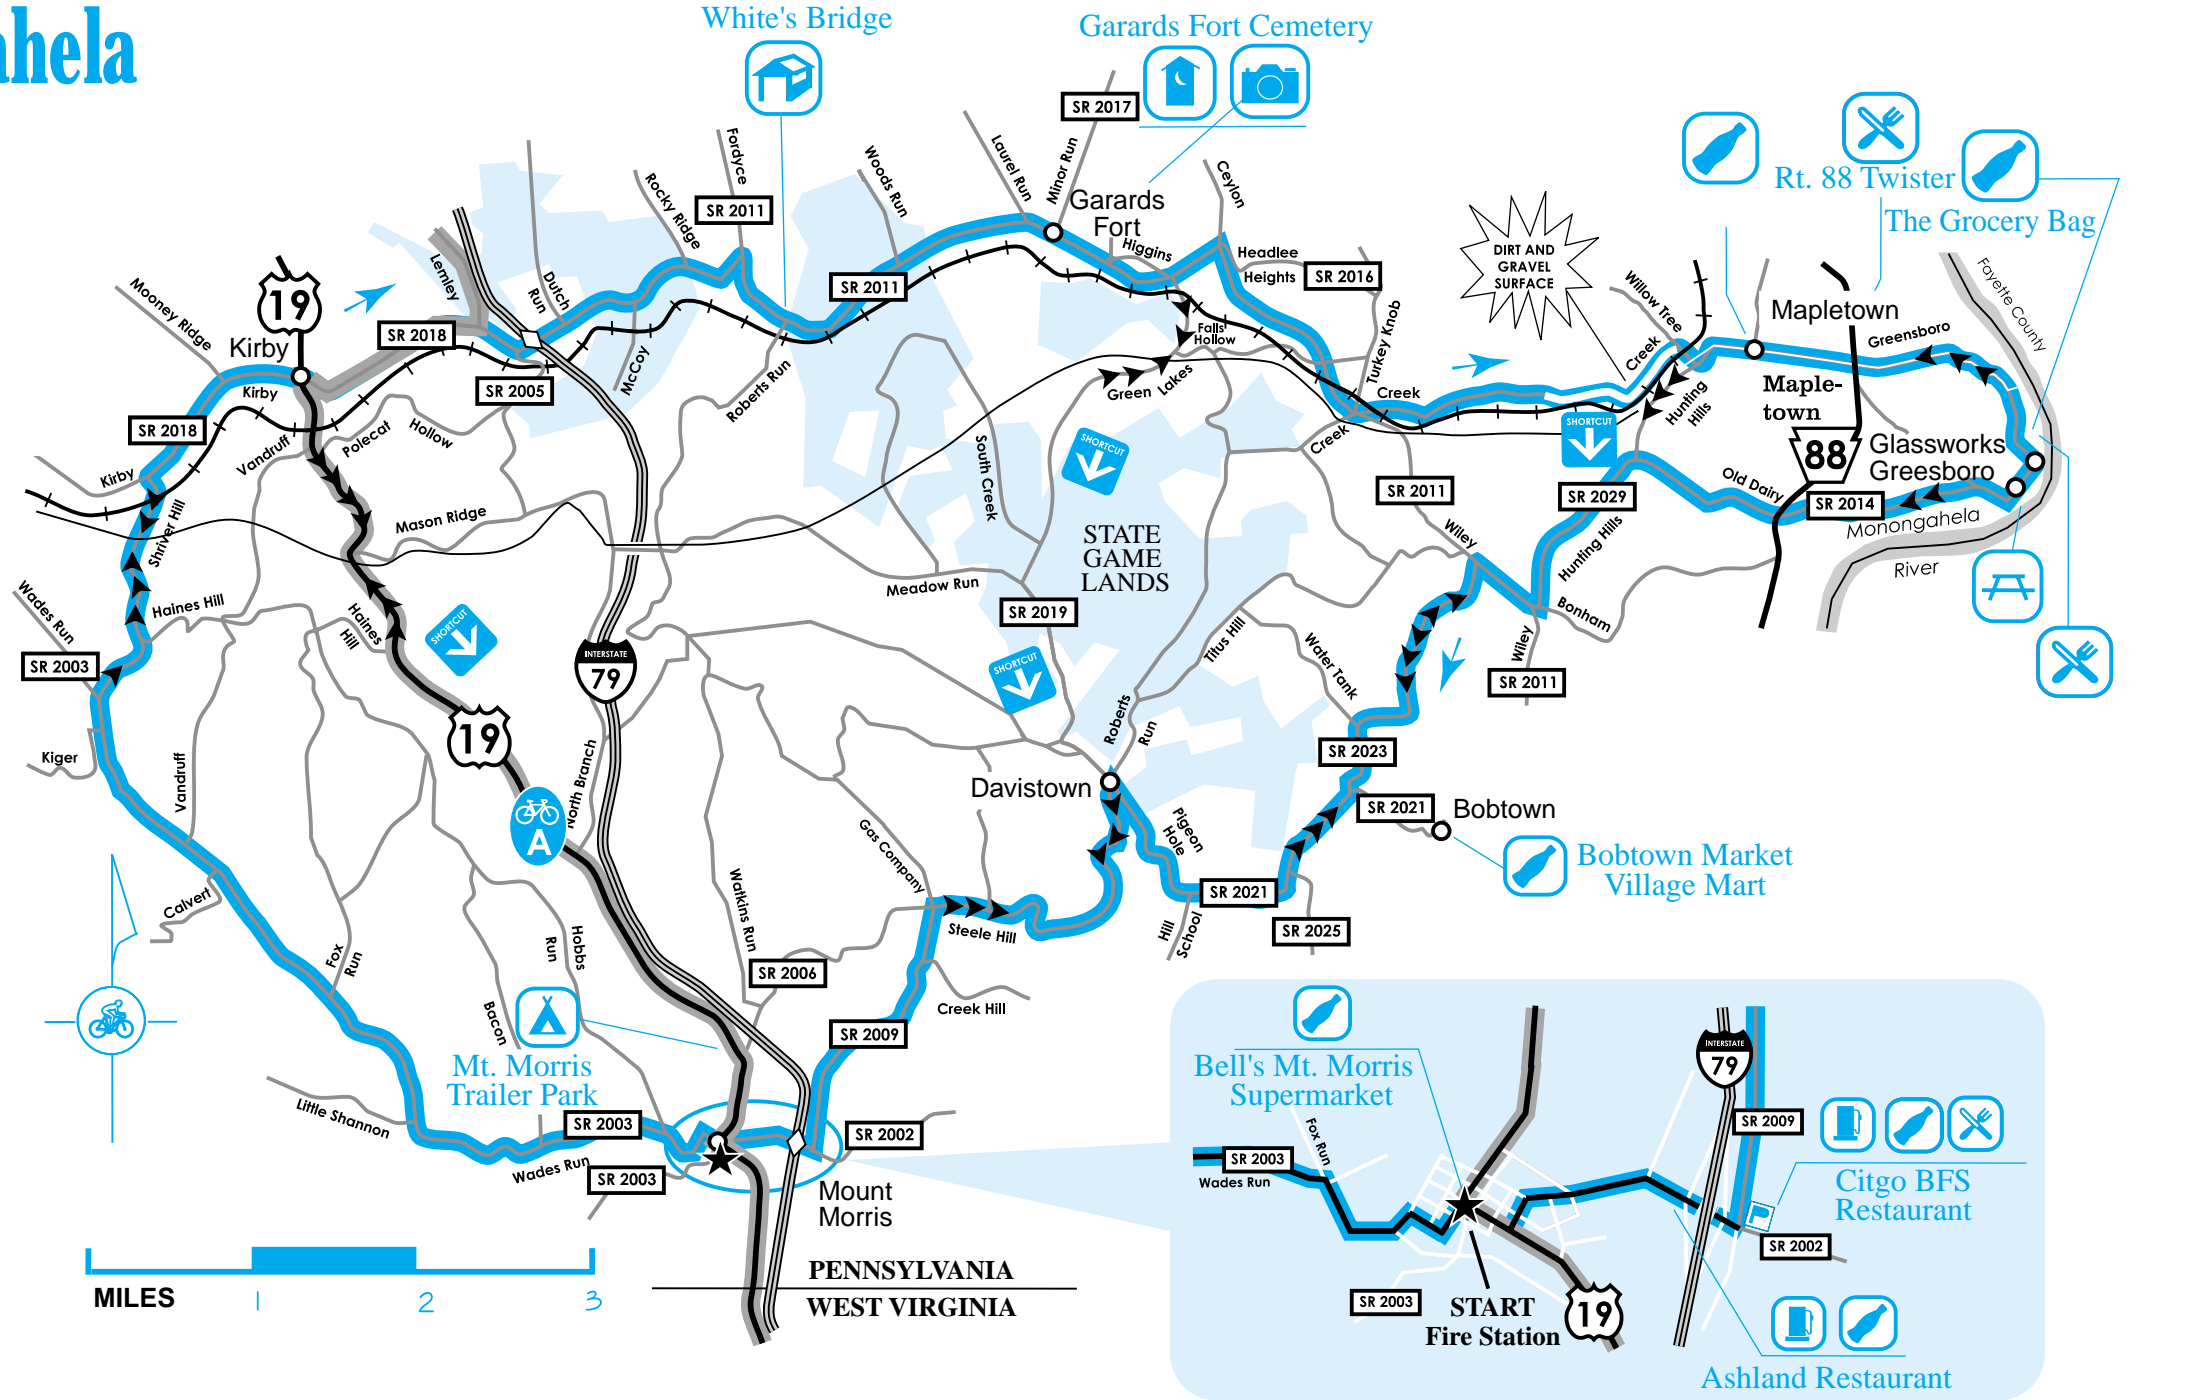 ahela
White's Bridge
Garards Fort Cemetery
SR 2017
Fordyce
Rocky Ridge
SR 2011
Woods Run
Laurel Run
Minor Run
Garards
Fort
Ceylon
Higgins
Headlee
Heights
SR 2016
Rt. 88 Twister
The Grocery Bag
DIRT AND
GRAVEL
SURFACE
Willow Tree
Mapletown
Greensboro
Fayette County
Mooney Ridge
19
Kirby
Lemley
Dutch
Run
SR 2018
SR 2011
Falls
Hollow
Turkey Knob
Creek
Kirby
SR 2005
McCoy
Roberts Run
Green
Lakes
Creek
Hunting
Hills
Maple-
town
SR 2018
Vandruff
Polecat
Hollow
South Creek
SHORTCUT
Creek
SHORTCUT
88
Glassworks
Greesboro
Kirby
Shriver Hill
Mason Ridge
SR 2011
SR 2029
Old Dairy
SR 2014
Monongahela
River
STATE
GAME
LANDS
Wiley
Hunting Hills
Wades Run
Haines Hill
Haines
Hill
SHORTCUT
Meadow Run
SR 2019
Bonham
Titus Hill
Water Tank
Wiley
SR 2003
INTERSTATE
79
SHORTCUT
SR 2011
Kiger
19
Roberts
Run
SR 2023
Vandruff
North Branch
Davistown
SR 2021
Bobtown
A
Gas Company
Pigeon
Hole
Bobtown Market
Village Mart
Calvert
Watkins Run
SR 2021
Fox
Run
Hobbs
Run
Steele Hill
Hill
School
SR 2025
SR 2006
Bacon
Creek Hill
SR 2009
Mt. Morris
Trailer Park
Little Shannon
SR 2003
SR 2002
Wades Run
SR 2003
Mount
Morris
MILES
1
2
3
PENNSYLVANIA
WEST VIRGINIA
Bell's Mt. Morris
Supermarket
INTERSTATE
79
SR 2009
Fox Run
SR 2003
Wades Run
Citgo BFS
Restaurant
P
SR 2002
SR 2003
START
Fire Station
19
Ashland Restaurant